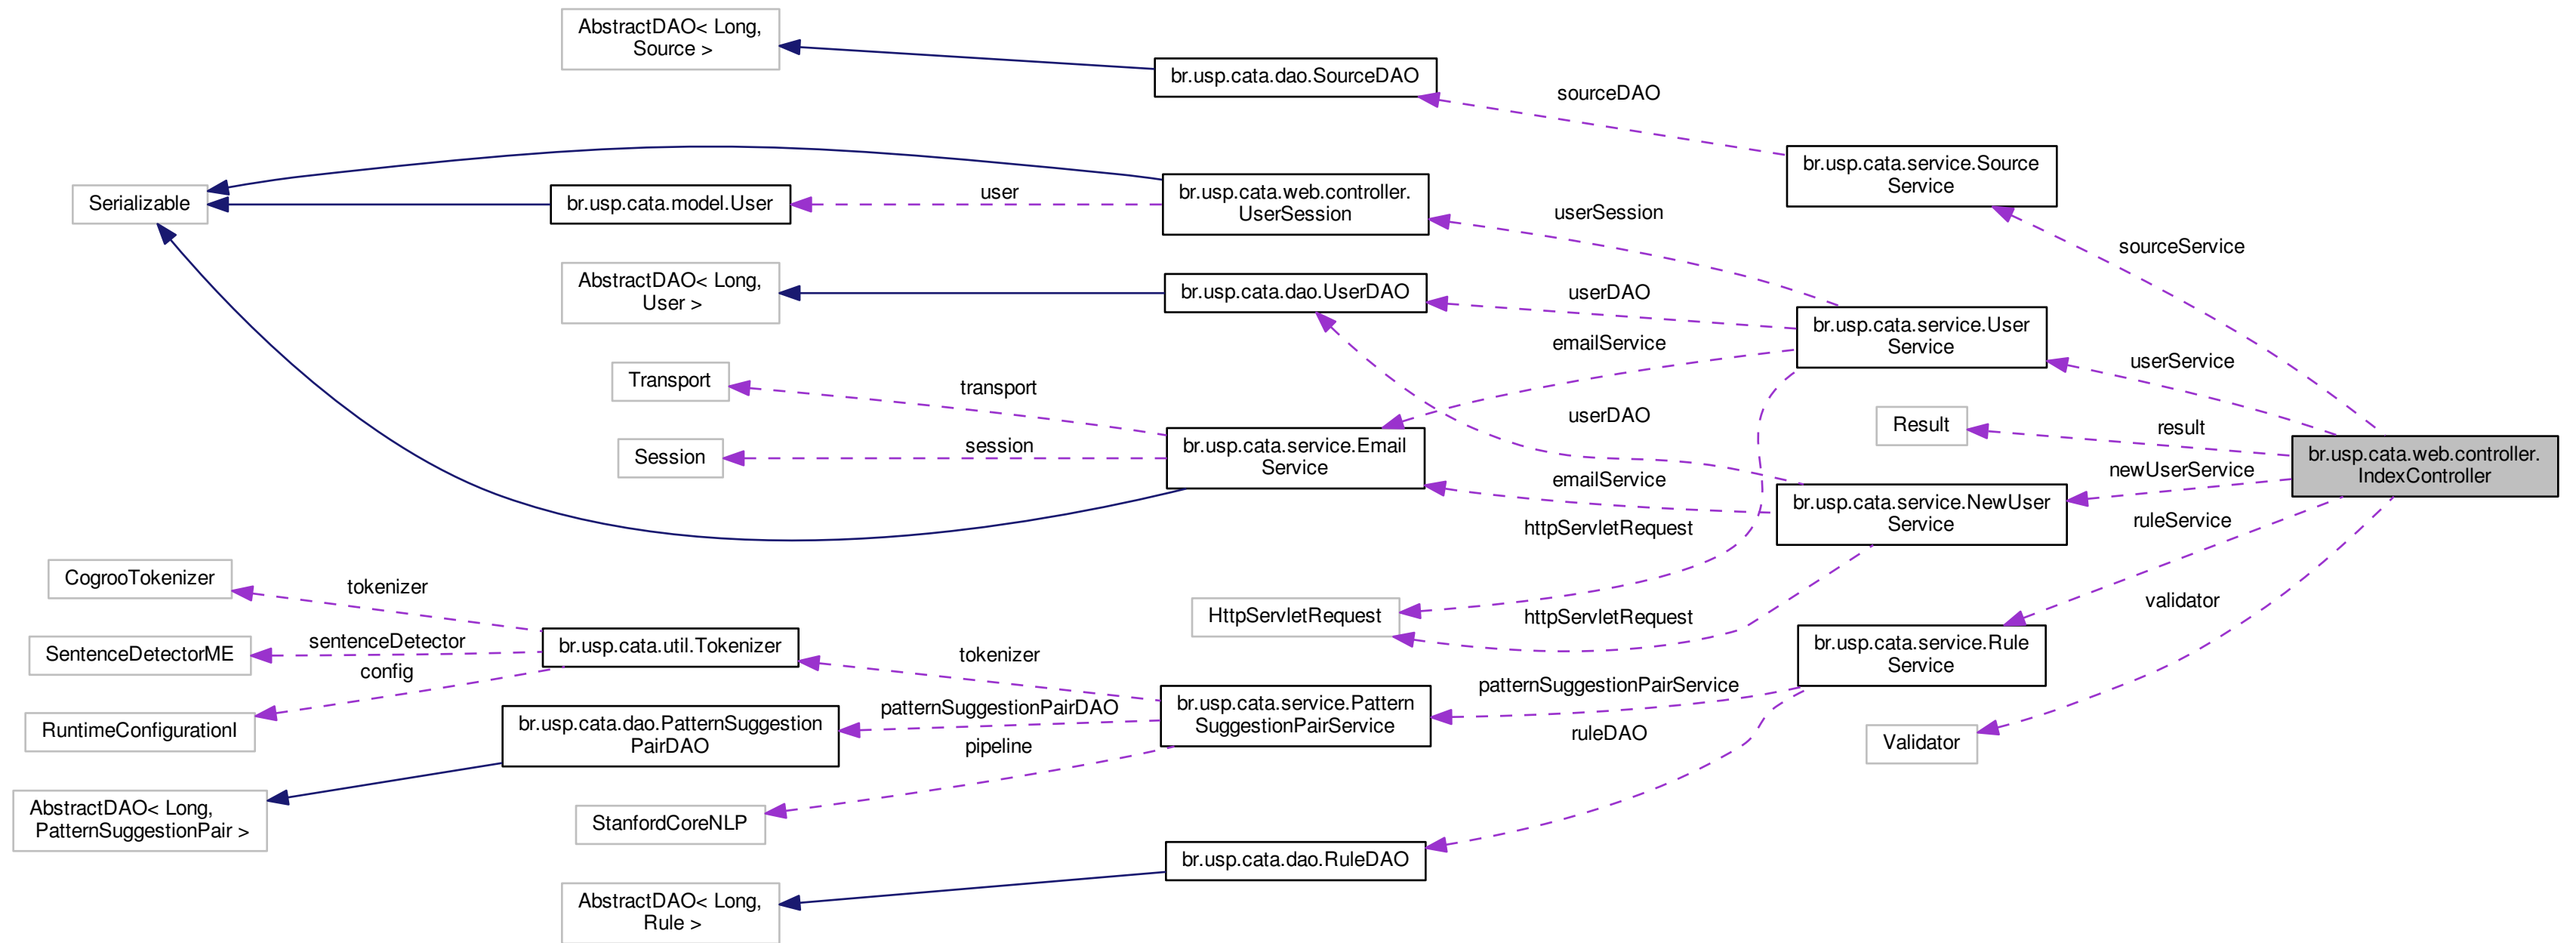 AbstractDAO< Long,
Source >
br.usp.cata.dao.SourceDAO
sourceDAO
br.usp.cata.service.Source
Service
Serializable
br.usp.cata.model.User
user
br.usp.cata.web.controller.
UserSession
userSession
sourceService
AbstractDAO< Long,
User >
br.usp.cata.dao.UserDAO
userDAO
br.usp.cata.service.User
Service
emailService
userService
Transport
transport
userDAO
Result
result
Session
session
br.usp.cata.service.Email
Service
br.usp.cata.web.controller.
IndexController
emailService
newUserService
br.usp.cata.service.NewUser
Service
httpServletRequest
ruleService
CogrooTokenizer
tokenizer
HttpServletRequest
httpServletRequest
validator
SentenceDetectorME
sentenceDetector
config
br.usp.cata.util.Tokenizer
tokenizer
br.usp.cata.service.Rule
Service
patternSuggestionPairService
RuntimeConfigurationI
br.usp.cata.dao.PatternSuggestion
PairDAO
patternSuggestionPairDAO
br.usp.cata.service.Pattern
SuggestionPairService
pipeline
ruleDAO
Validator
AbstractDAO< Long,
PatternSuggestionPair >
StanfordCoreNLP
br.usp.cata.dao.RuleDAO
AbstractDAO< Long,
Rule >